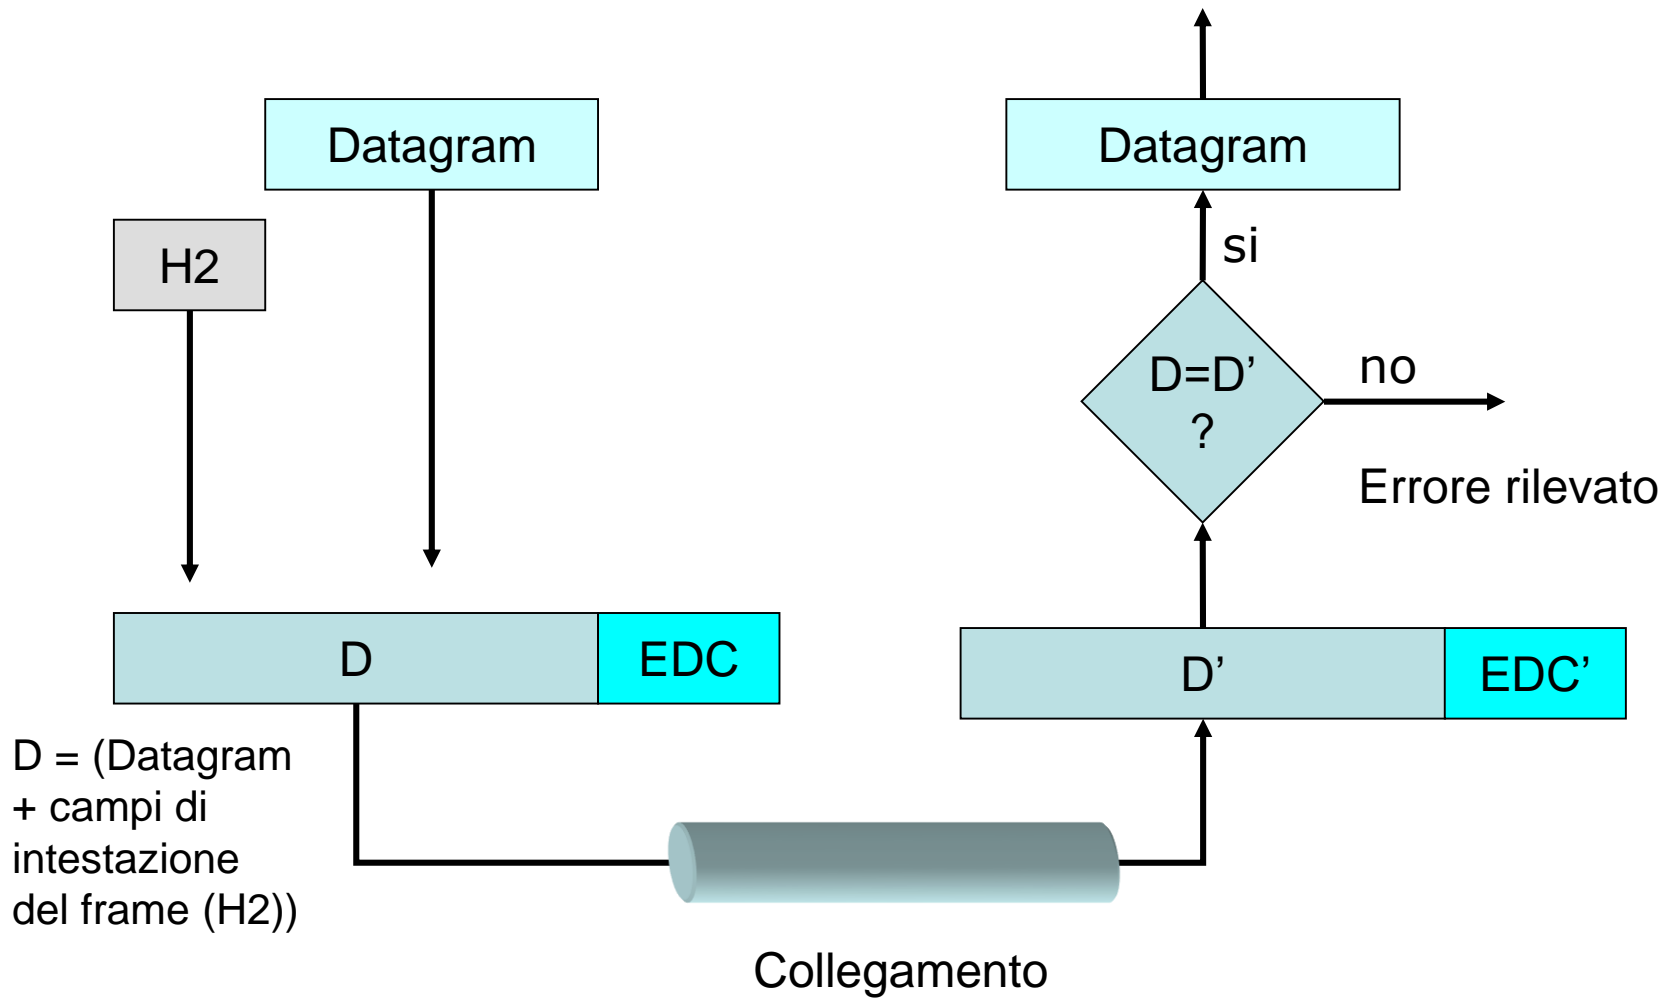 Datagram
H2
D
EDC
D = (Datagram
+ campi di
intestazione
del frame (H2))
Collegamento
Datagram
si
D=D’
?
no
Errore rilevato
D’
EDC’